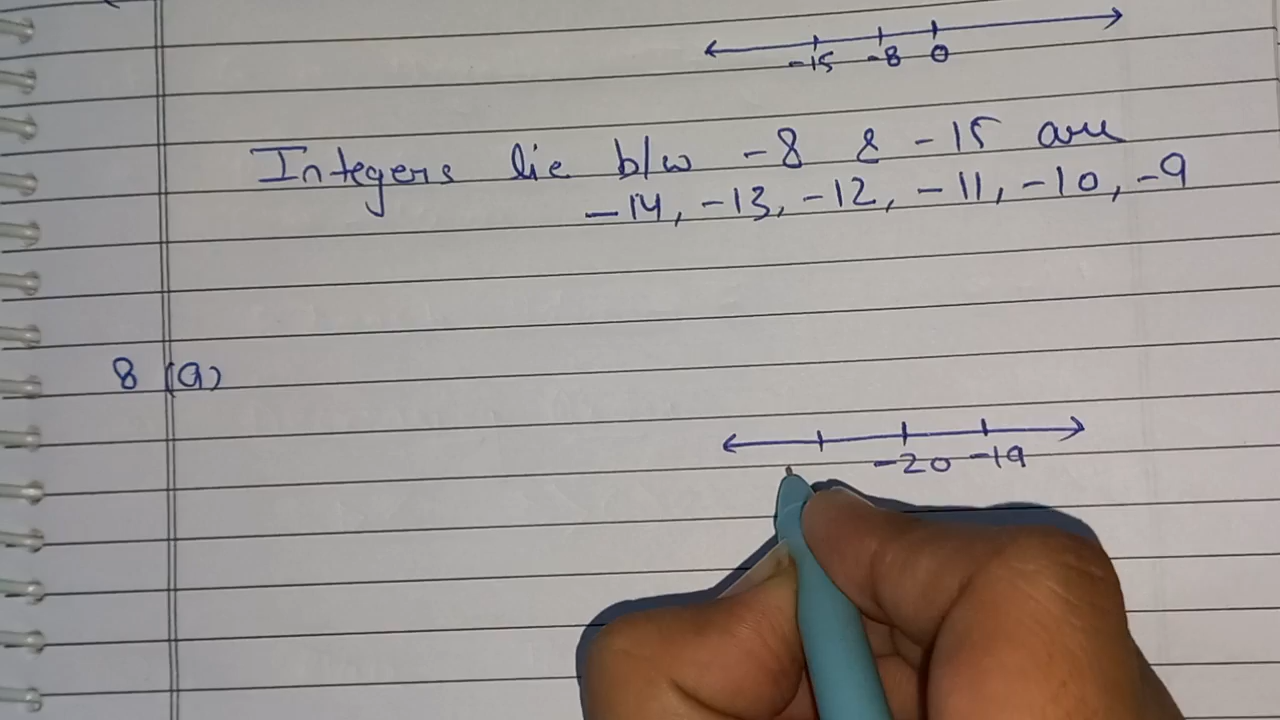 -15 -8 0
Integers lie b/w -8 & -15 are
-14, -13, -12, -11, -10, -9
8 (a)
-20 -19